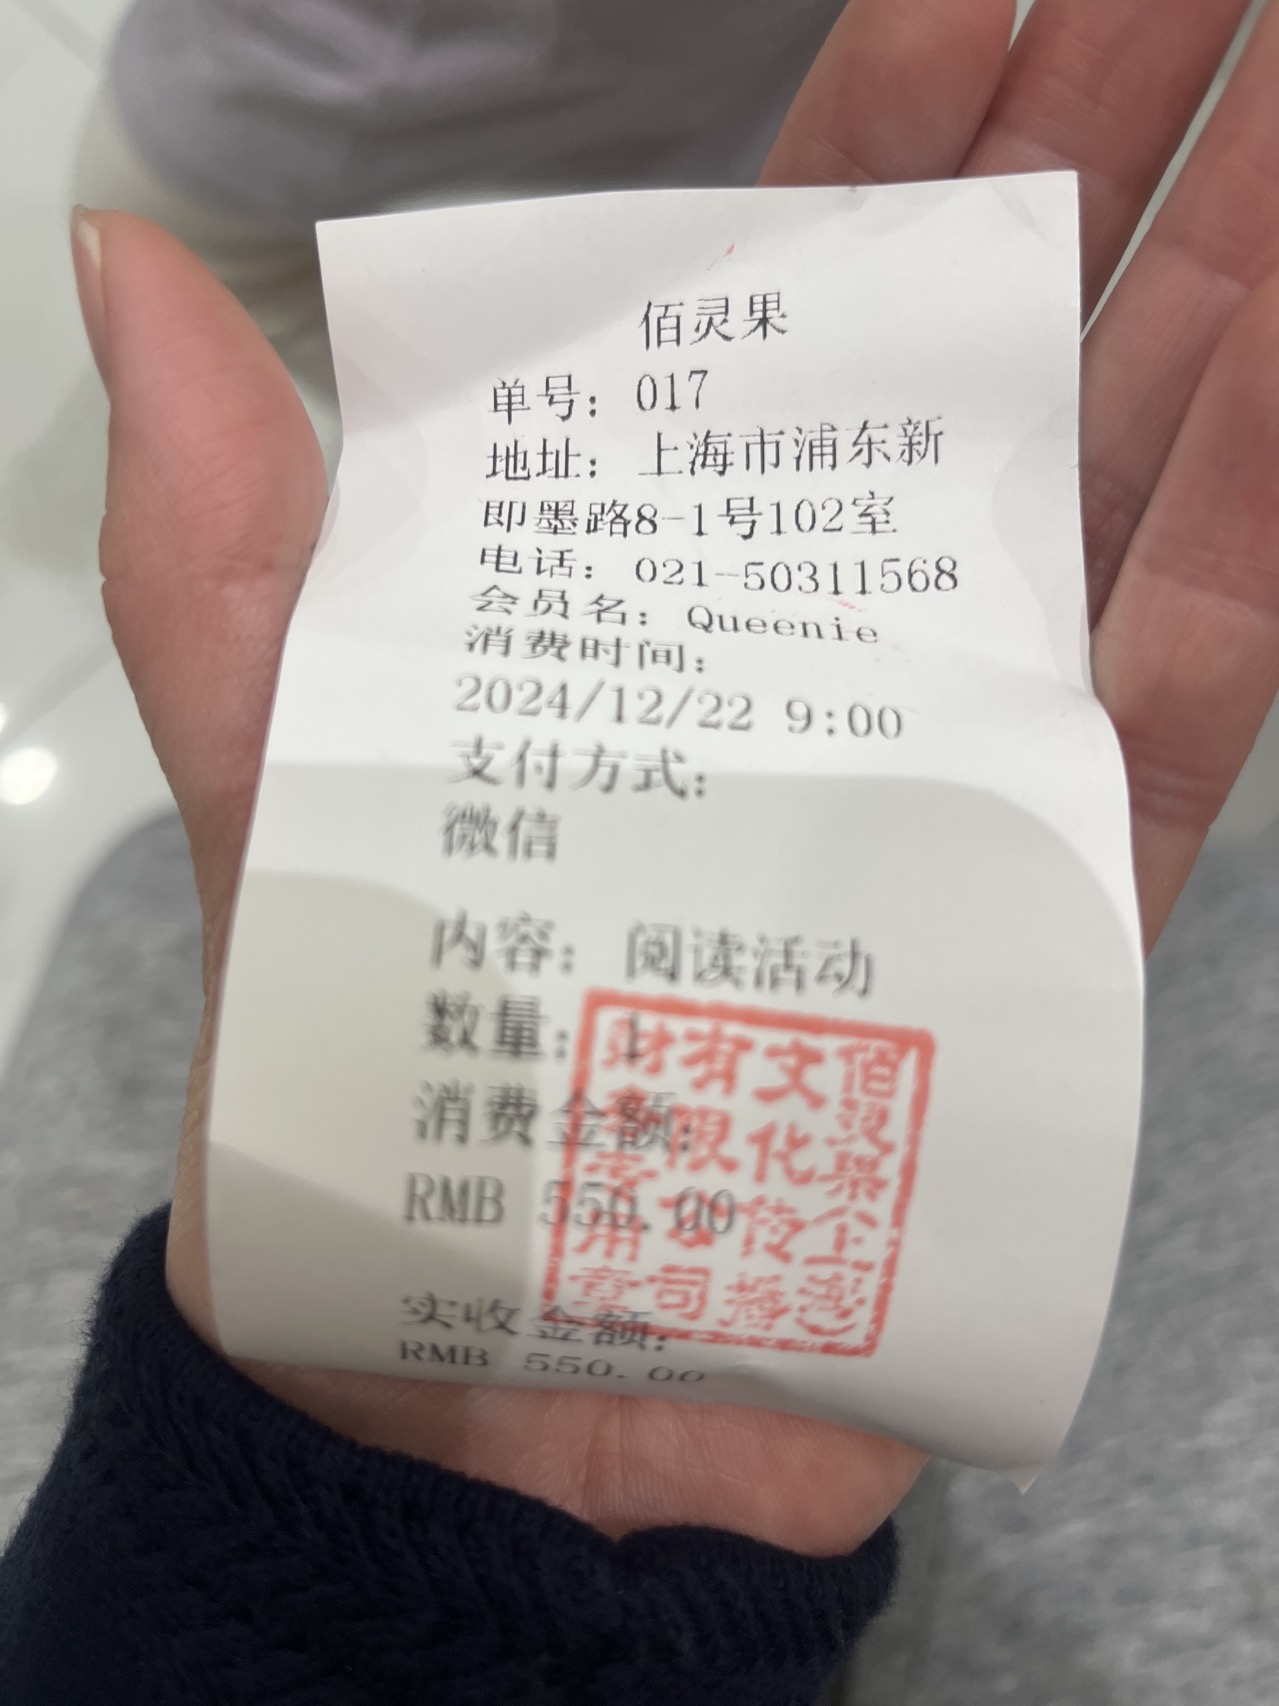 佰灵果
单号：017
地址：上海市浦东新
即墨路8-1号102室
电话：021-50311568
会员名：Queenie
消费时间：
2024/12/22 9:00
支付方式：
微信
内容：阅读活动
数量：1
消费金额：
RMB 550.00
实收金额：
RMB 550.00
佰灵果(上海)
文化传播
有限公司
财务专用章